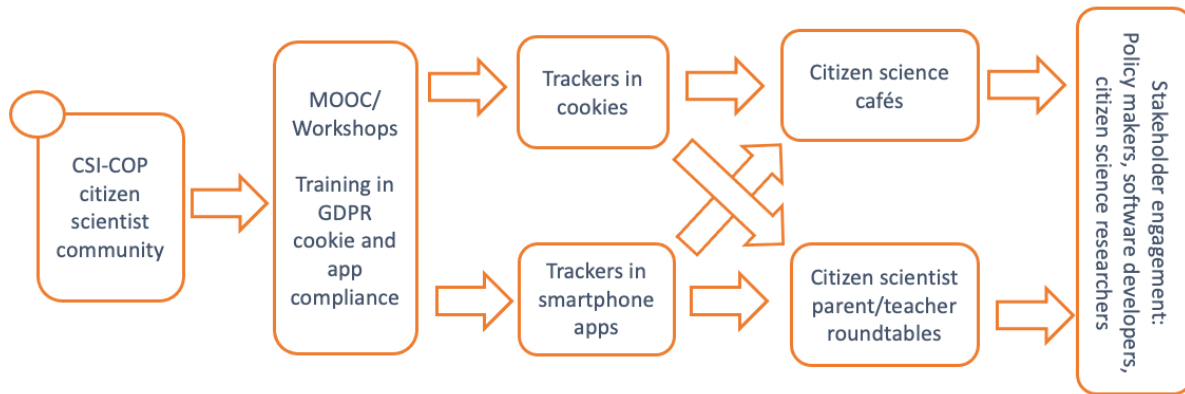 CSI-COP
citizen
scientist
community
MOOC/
Workshops
Training in
GDPR
cookie and
app
compliance
Trackers in
cookies
Trackers in
smartphone
apps
Citizen science
cafés
Citizen scientist
parent/teacher
roundtables
Stakeholder engagement:
Policy makers, software developers,
citizen science researchers